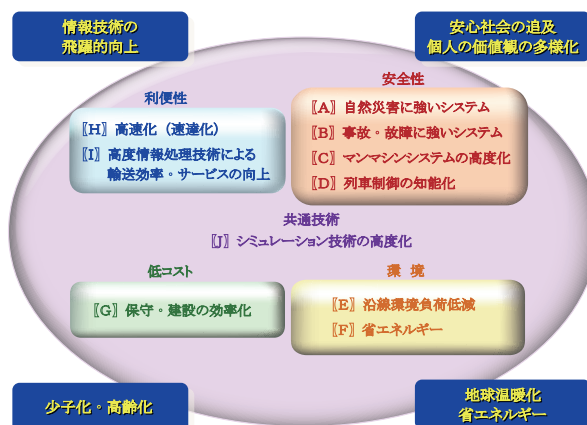 情報技術の
飛躍的向上
安心社会の追及
個人の価値観の多様化
利便性
〖H〗高速化（速達化）
〖I〗高度情報処理技術による
輸送効率・サービスの向上
安全性
〖A〗自然災害に強いシステム
〖B〗事故・故障に強いシステム
〖C〗マンマシンシステムの高度化
〖D〗列車制御の知能化
共通技術
〖J〗シミュレーション技術の高度化
低コスト
〖G〗保守・建設の効率化
環 境
〖E〗沿線環境負荷低減
〖F〗省エネルギー
少子化・高齢化
地球温暖化
省エネルギー